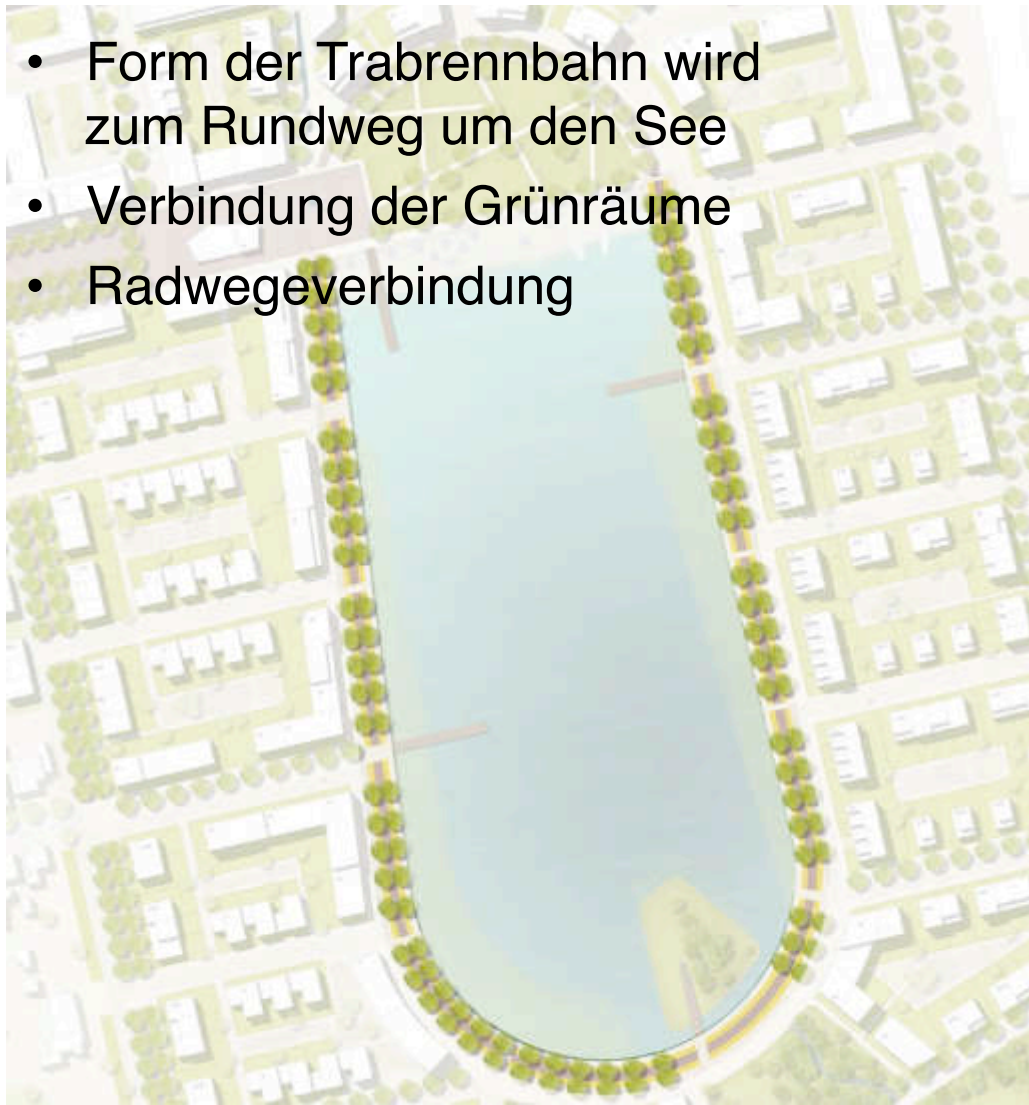 • Form der Trabrennbahn wird
zum Rundweg um den See
• Verbindung der Grünräume
• Radwegeverbindung